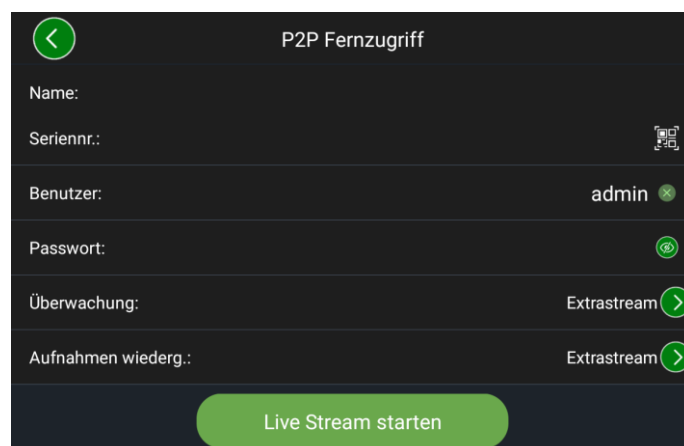 P2P Fernzugriff
Name:
Seriennr.:
Benutzer: admin
Passwort:
Überwachung: Extrastream
Aufnahmen wiederg.: Extrastream
Live Stream starten